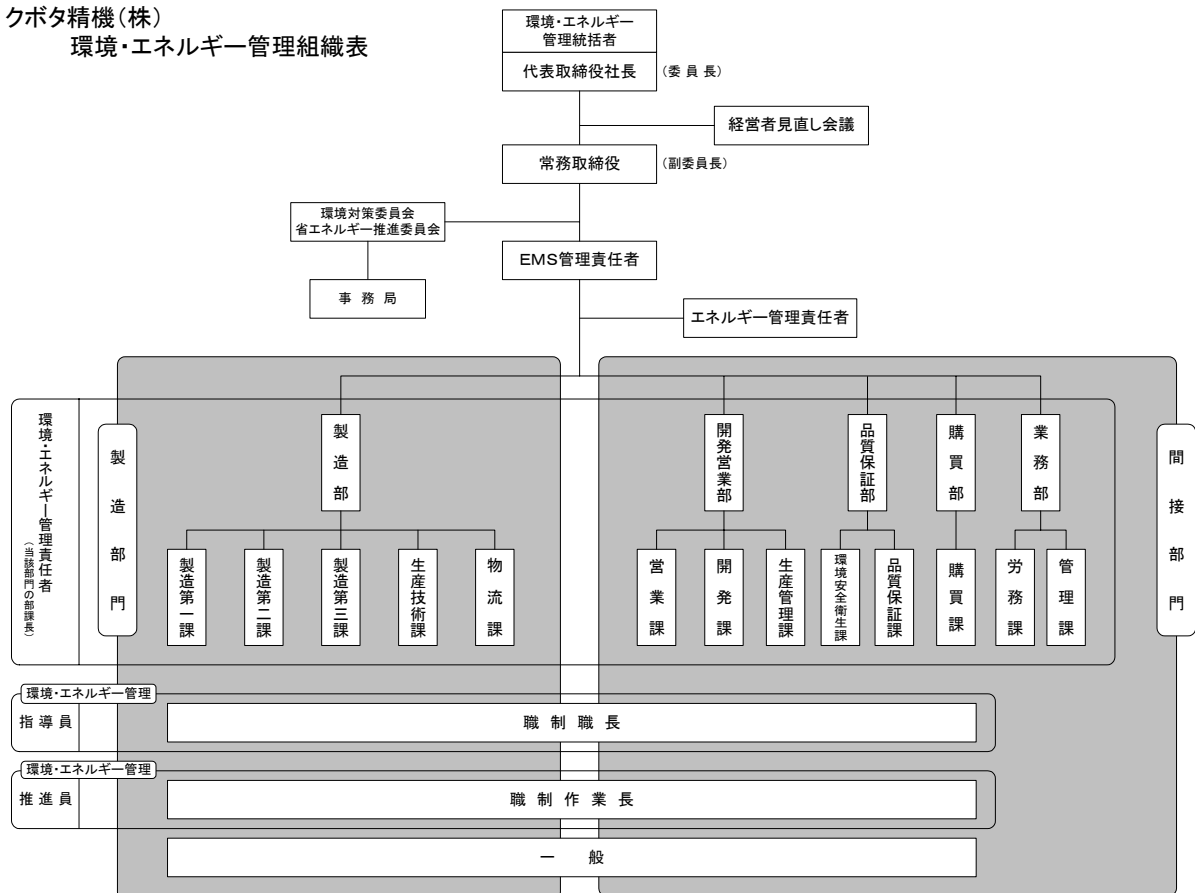 クボタ精機(株)
環境・エネルギー管理組織表
環境・エネルギー
管理統括者
代表取締役社長
(委 員 長)
経営者見直し会議
常務取締役
(副委員長)
環境対策委員会
省エネルギー推進委員会
EMS管理責任者
事 務 局
エネルギー管理責任者
環境・エネルギー管理責任者
(当該部門の部課長)
製 造 部 門
製 造 部
開発営業部
品質保証部
購 買 部
業 務 部
間 接 部 門
製造第一課
製造第二課
製造第三課
生産技術課
物 流 課
営 業 課
開 発 課
生産管理課
環境安全衛生課
品質保証課
購 買 課
労 務 課
管 理 課
環境・エネルギー管理
指 導 員
職 制 職 長
環境・エネルギー管理
推 進 員
職 制 作 業 長
一 般